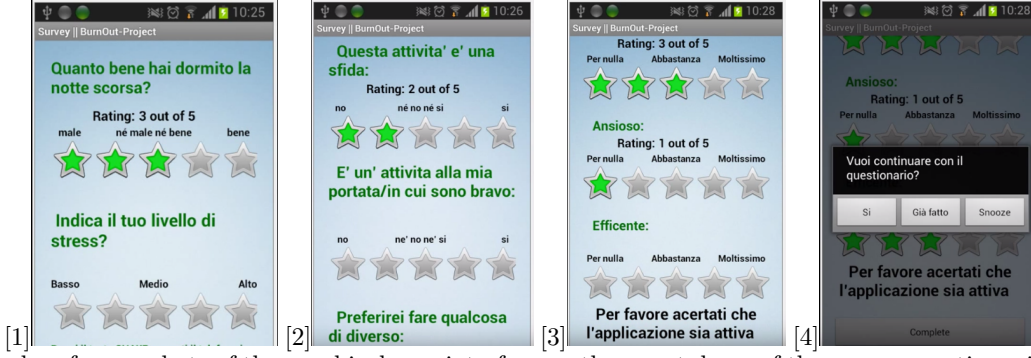 10:25
Survey || BurnOut-Project
Quanto bene hai dormito la
notte scorsa?
Rating: 3 out of 5
male né male né bene bene
Indica il tuo livello di
stress?
Basso Medio Alto
[1]
10:26
Survey || BurnOut-Project
Questa attivita' e' una
sfida:
Rating: 2 out of 5
no né no né si si
E' un' attivita alla mia
portata/in cui sono bravo:
no ne' no ne' si si
Preferirei fare qualcosa
di diverso:
[2]
10:28
Survey || BurnOut-Project
Rating: 3 out of 5
Per nulla Abbastanza Moltissimo
Ansioso:
Rating: 1 out of 5
Per nulla Abbastanza Moltissimo
Efficente:
Per nulla Abbastanza Moltissimo
Per favore acertati che
l'applicazione sia attiva
[3]
10:28
Survey || BurnOut-Project
Ansioso:
Rating: 1 out of 5
Per nulla Abbastanza Moltissimo
Vuoi continuare con il
questionario?
Si Già fatto Snooze
Per favore acertati che
l'applicazione sia attiva
Complete
[4]